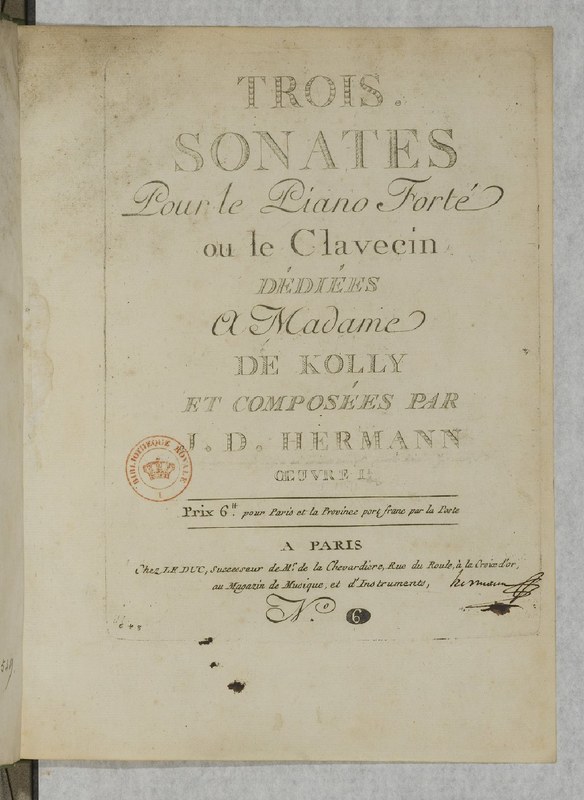 TROIS.
SONATES
Pour le Piano Forté
ou le Clavecin
DÉDIÉES
A Madame
DE KOLLY
ET COMPOSÉES PAR
J. D. HERMANN
ŒUVRE I.
BIBLIOTHEQUE ROYALE
Prix 6.tt pour Paris et la Province port franc par la Poste
A PARIS
Chez LE DUC, Successeur de Mr. de la Chevardiere, Rue du Roule, à la Croix d'or,
au Magazin de Musique, et d'Instruments,
hermann
N.o 6